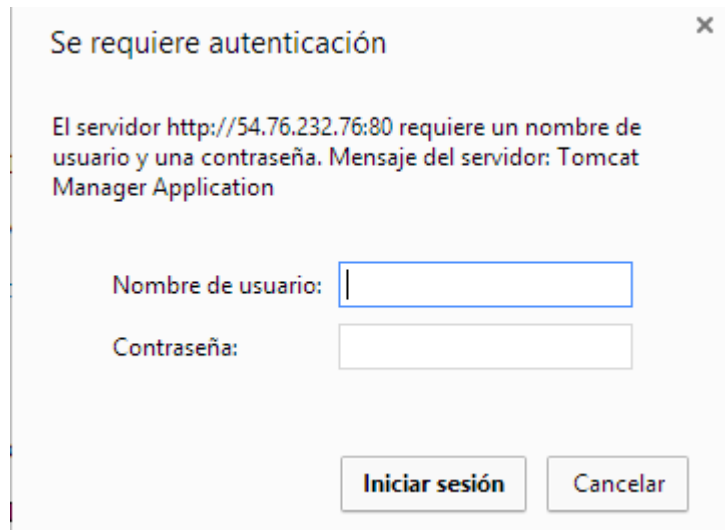 Se requiere autenticación
El servidor http://54.76.232.76:80 requiere un nombre de
usuario y una contraseña. Mensaje del servidor: Tomcat
Manager Application
Nombre de usuario:
Contraseña:
Iniciar sesión Cancelar